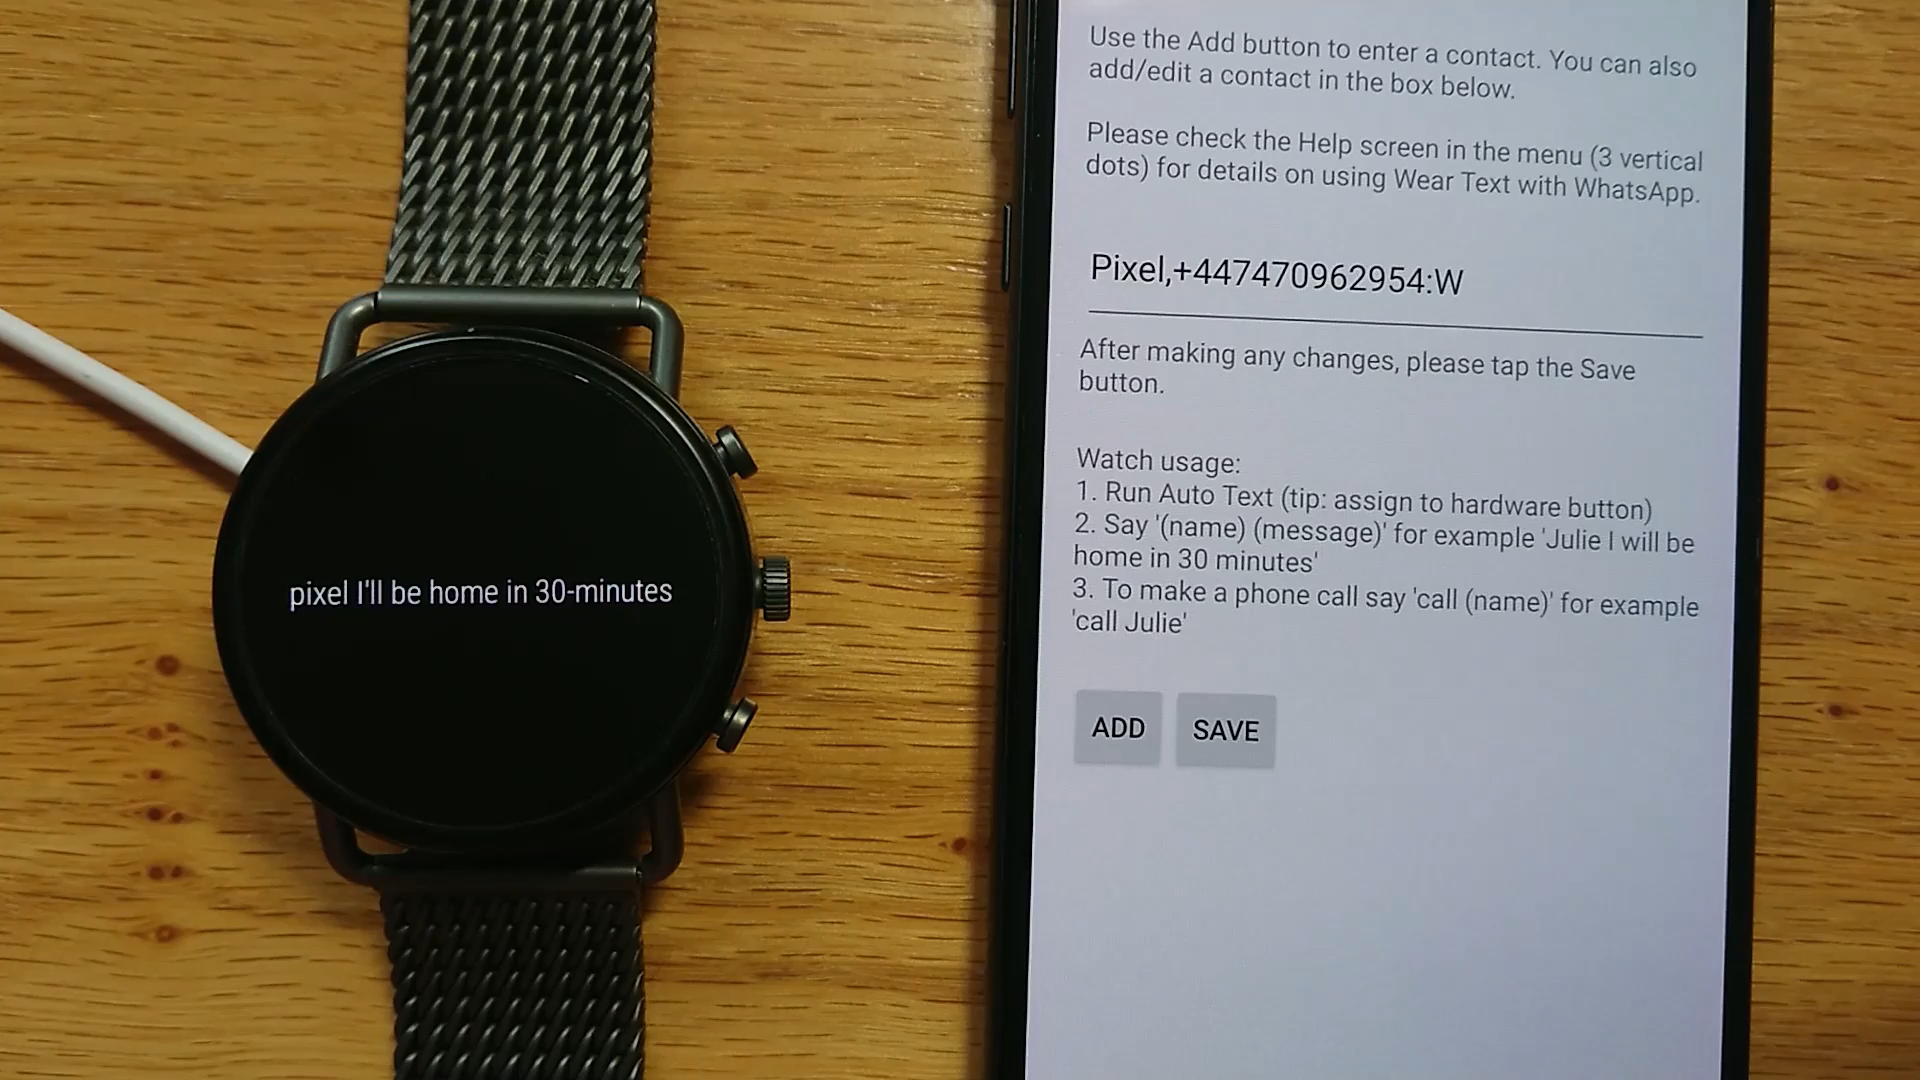 pixel I'll be home in 30-minutes
Use the Add button to enter a contact. You can also
add/edit a contact in the box below.
Please check the Help screen in the menu (3 vertical
dots) for details on using Wear Text with WhatsApp.
Pixel,+447470962954:W
After making any changes, please tap the Save
button.
Watch usage:
1. Run Auto Text (tip: assign to hardware button)
2. Say '(name) (message)' for example 'Julie I will be
home in 30 minutes'
3. To make a phone call say 'call (name)' for example
'call Julie'
ADD SAVE